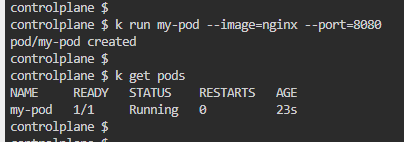 controlplane $
controlplane $ k run my-pod --image=nginx --port=8080
pod/my-pod created
controlplane $
controlplane $ k get pods
NAME READY STATUS RESTARTS AGE
my-pod 1/1 Running 0 23s
controlplane $
controlplane $